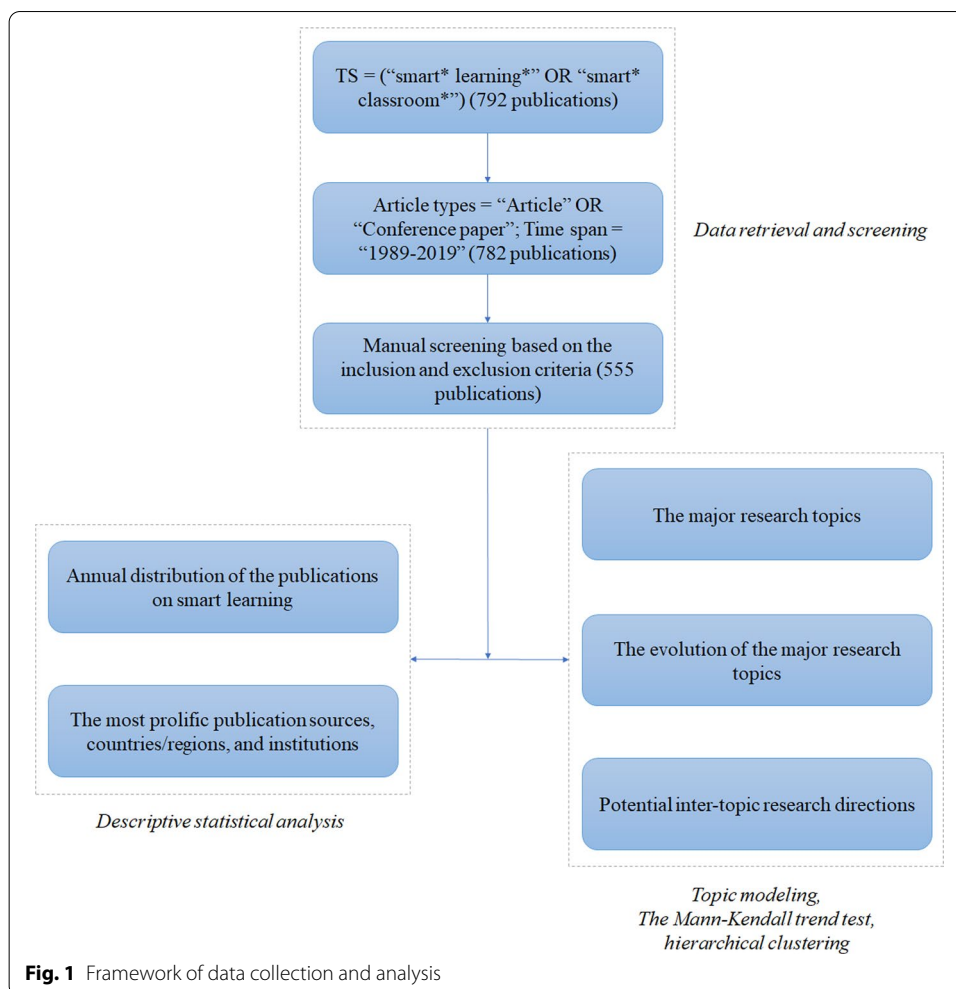 TS = (“smart* learning*” OR “smart*
classroom*”) (792 publications)
Article types = “Article” OR
“Conference paper”; Time span =
“1989-2019” (782 publications)
Data retrieval and screening
Manual screening based on the
inclusion and exclusion criteria (555
publications)
Annual distribution of the publications
on smart learning
The most prolific publication sources,
countries/regions, and institutions
Descriptive statistical analysis
The major research topics
The evolution of the major research
topics
Potential inter-topic research directions
Topic modeling,
The Mann-Kendall trend test,
hierarchical clustering
Fig. 1 Framework of data collection and analysis